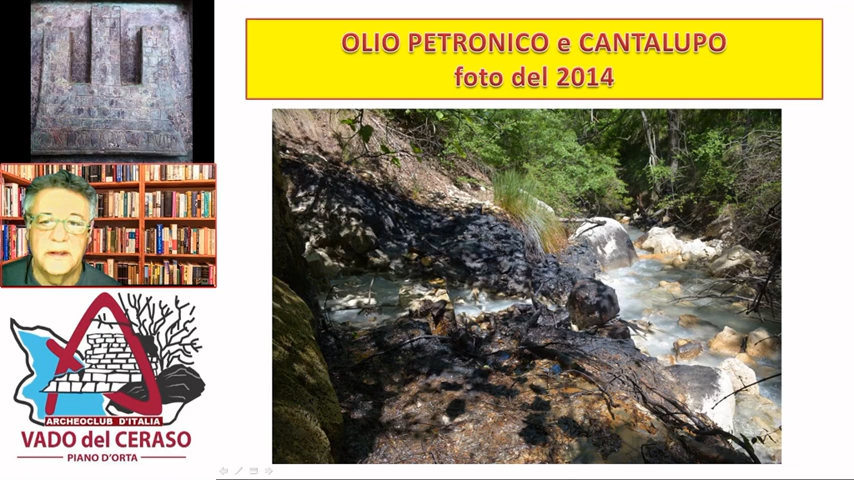 OLIO PETRONICO e CANTALUPO
foto del 2014
ARCHEOCLUB D'ITALIA
VADO del CERASO
PIANO D'ORTA